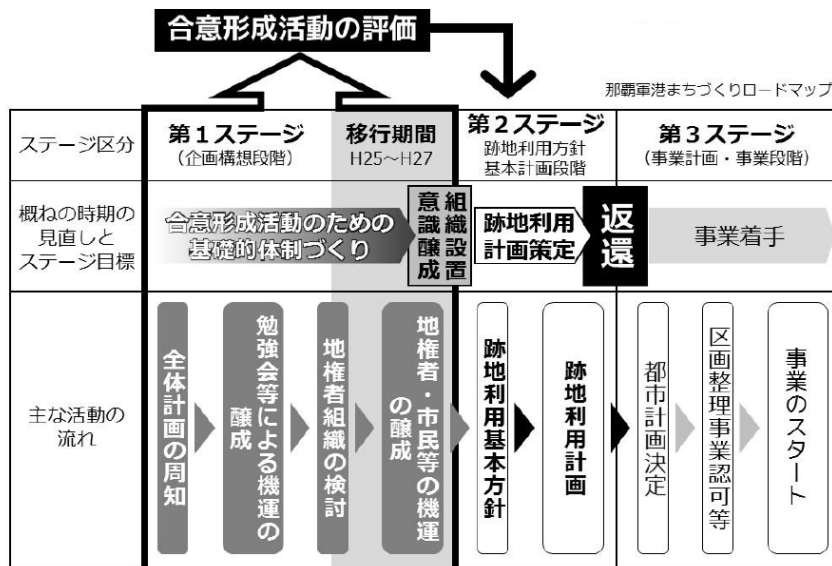 合意形成活動の評価
那覇軍港まちづくりロードマップ
ステージ区分
第1ステージ
(企画構想段階)
移行期間
H25~H27
第2ステージ
跡地利用方針
基本計画段階
第3ステージ
(事業計画・事業段階)
概ねの時期の
見直しと
ステージ目標
合意形成活動のための
基礎的体制づくり
組織設置
意識醸成
跡地利用
計画策定
返還
事業着手
主な活動の
流れ
全体計画の周知
勉強会等による機運の
醸成
地権者組織の検討
地権者・市民等の機運
の醸成
跡地利用基本方針
跡地利用計画
都市計画決定
区画整理事業認可等
事業のスタート